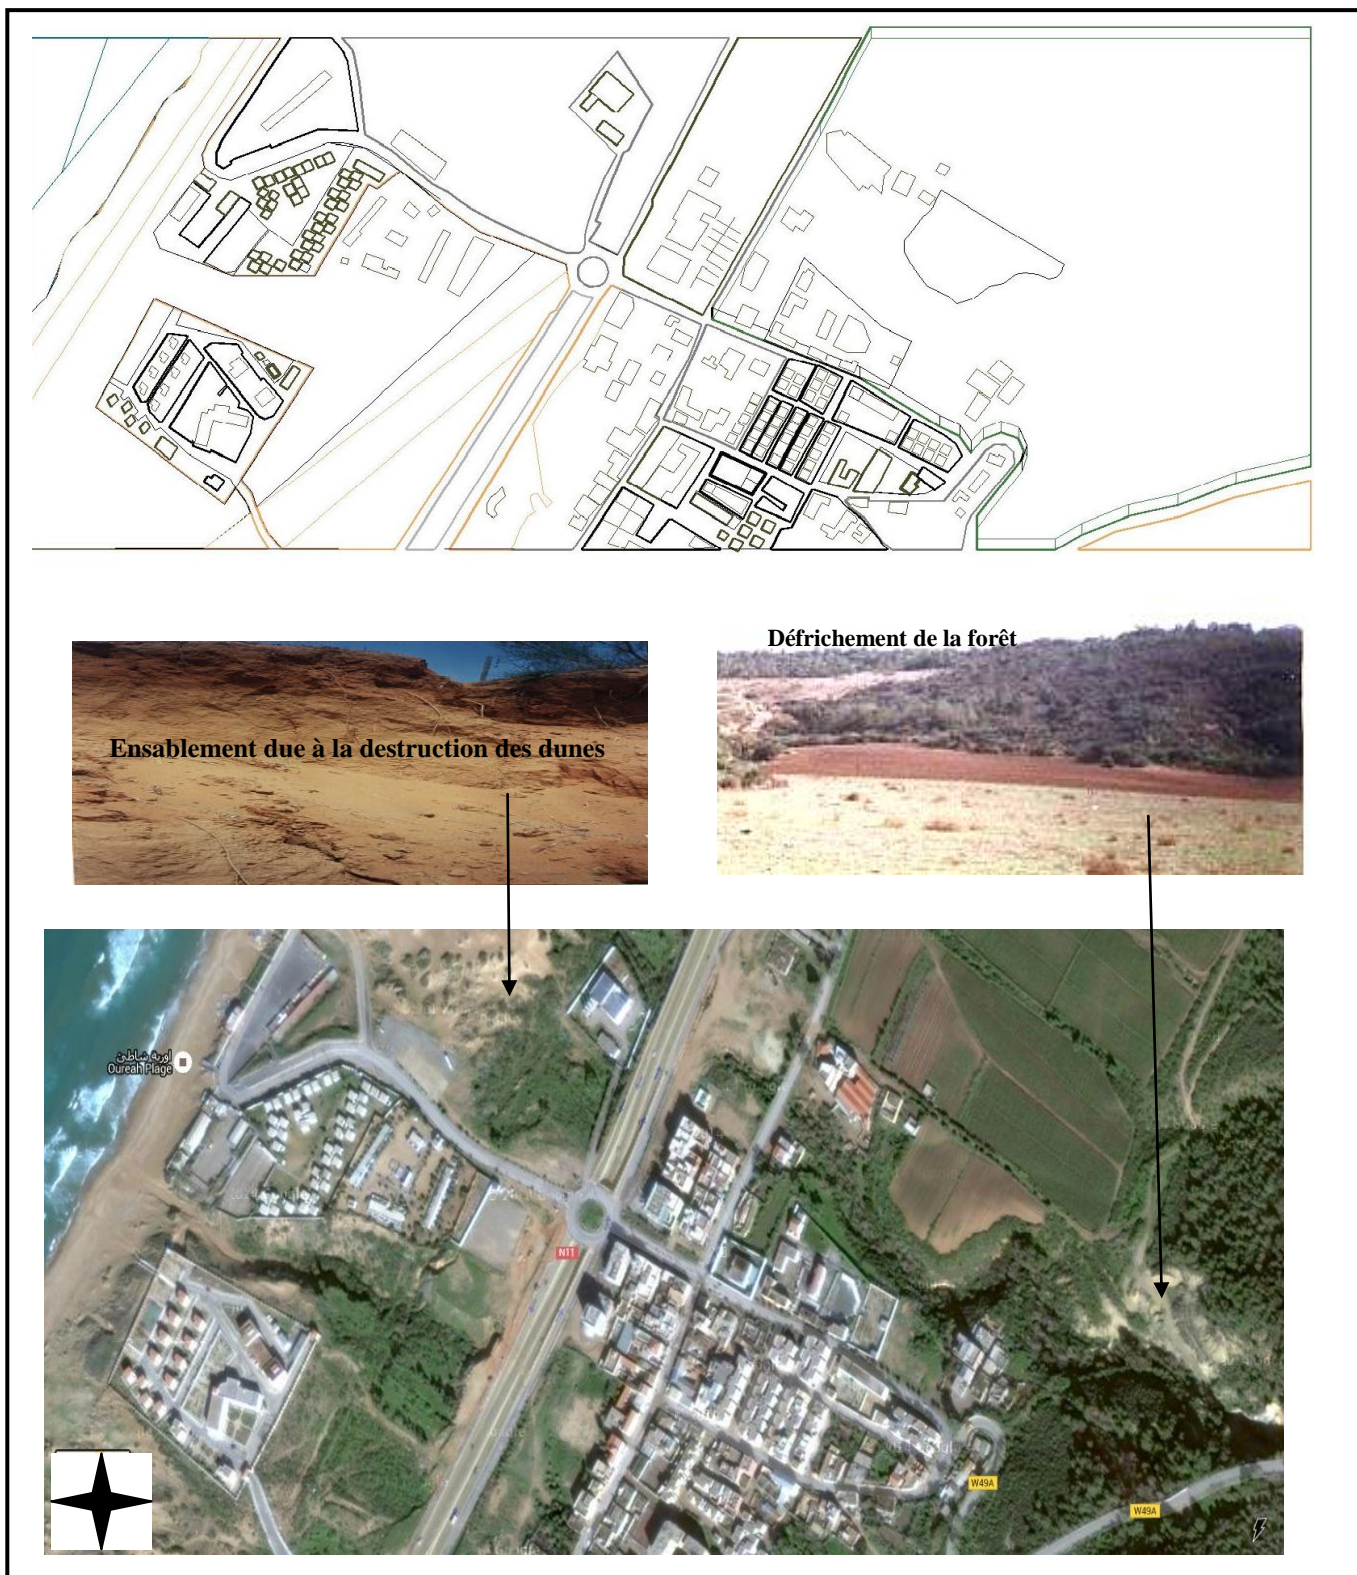 Défrichement de la forêt
Ensablement due à la destruction des dunes
اورية شاطئ
Oureah Plage
N11
W49A
W49A